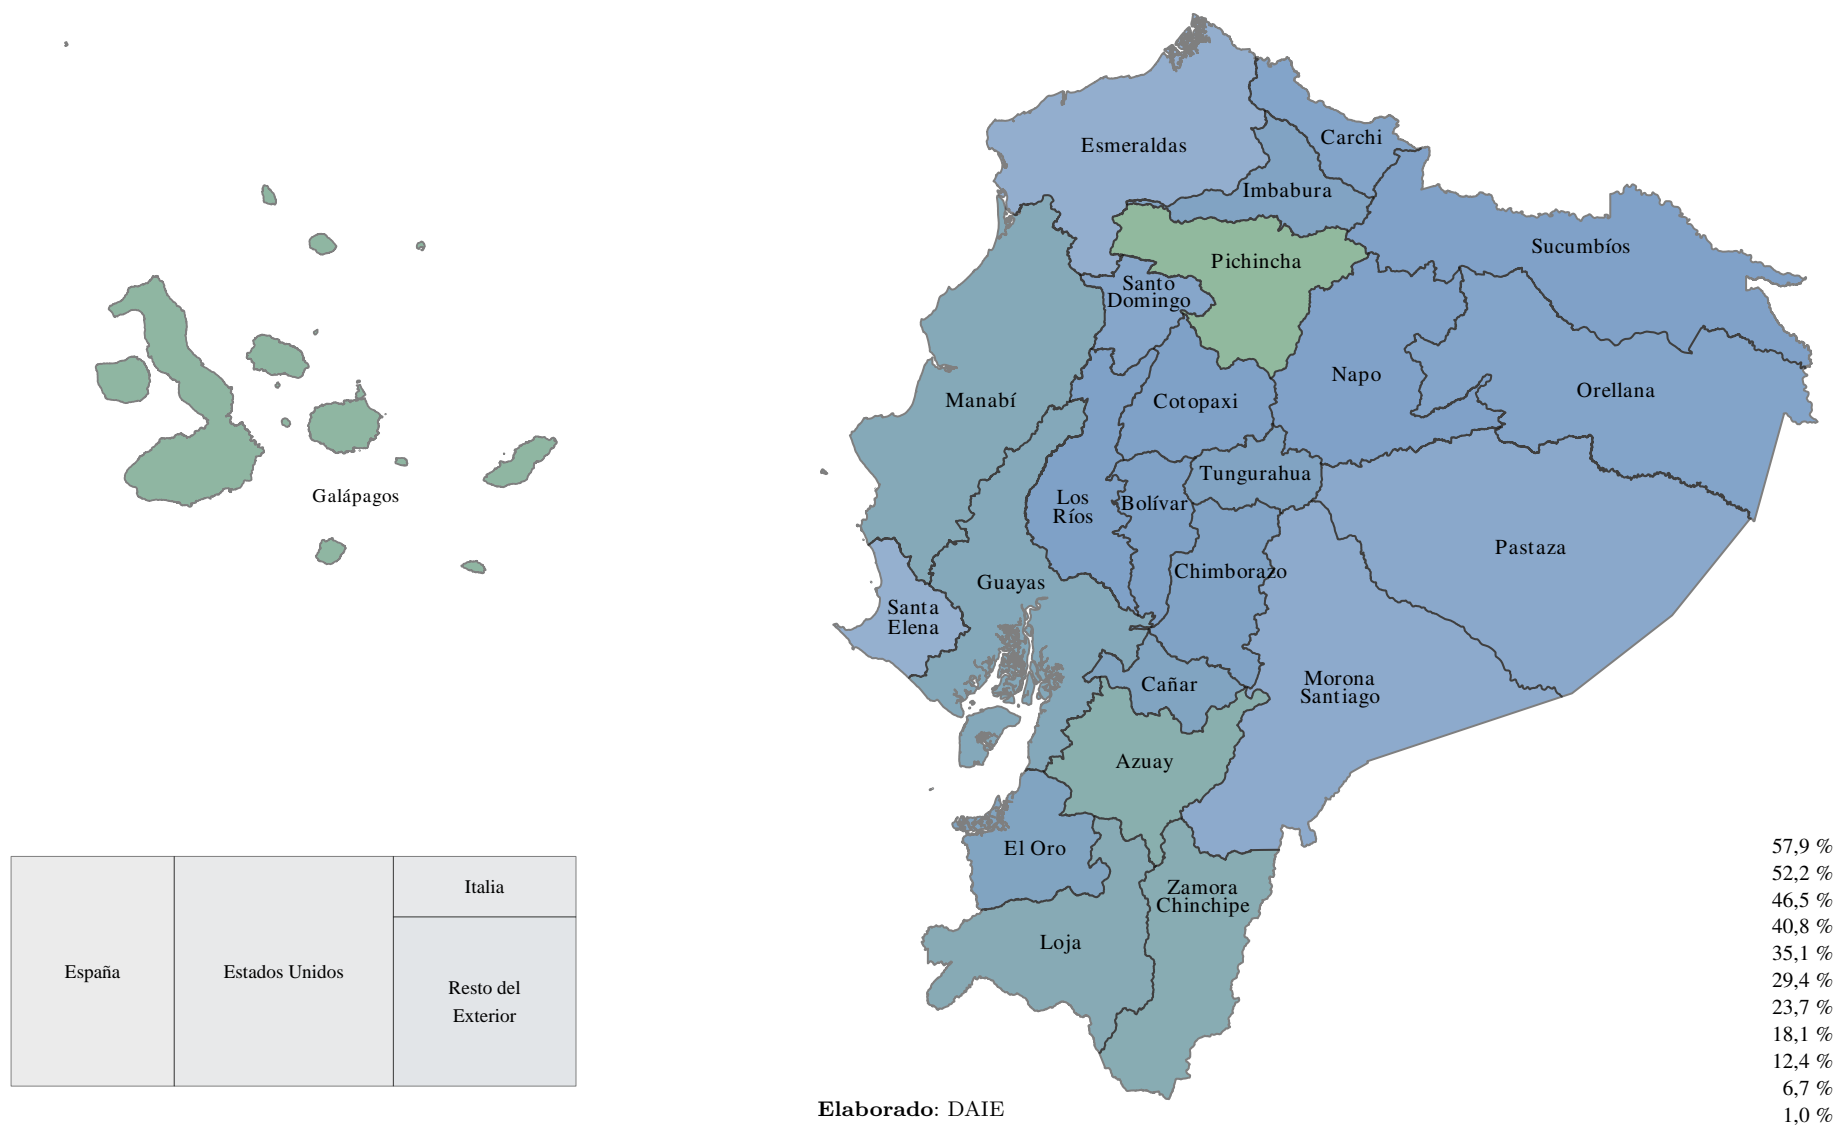 Esmeraldas
Carchi
Imbabura
Sucumbíos
Pichincha
Santo
Domingo
Napo
Orellana
Manabí
Cotopaxi
Tungurahua
Galápagos
Los
Ríos
Bolívar
Pastaza
Chimborazo
Guayas
Santa
Elena
Cañar
Morona
Santiago
Azuay
El Oro
Zamora
Chinchipe
Loja
España
Estados Unidos
Italia
Resto del
Exterior
57,9 %
52,2 %
46,5 %
40,8 %
35,1 %
29,4 %
23,7 %
18,1 %
12,4 %
6,7 %
1,0 %
Elaborado: DAIE